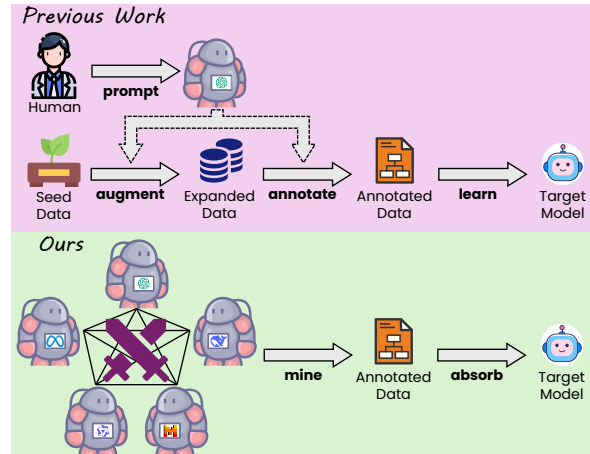 Previous Work
Human
prompt
Seed
Data
augment
Expanded
Data
annotate
Annotated
Data
learn
Target
Model
Ours
mine
Annotated
Data
absorb
Target
Model